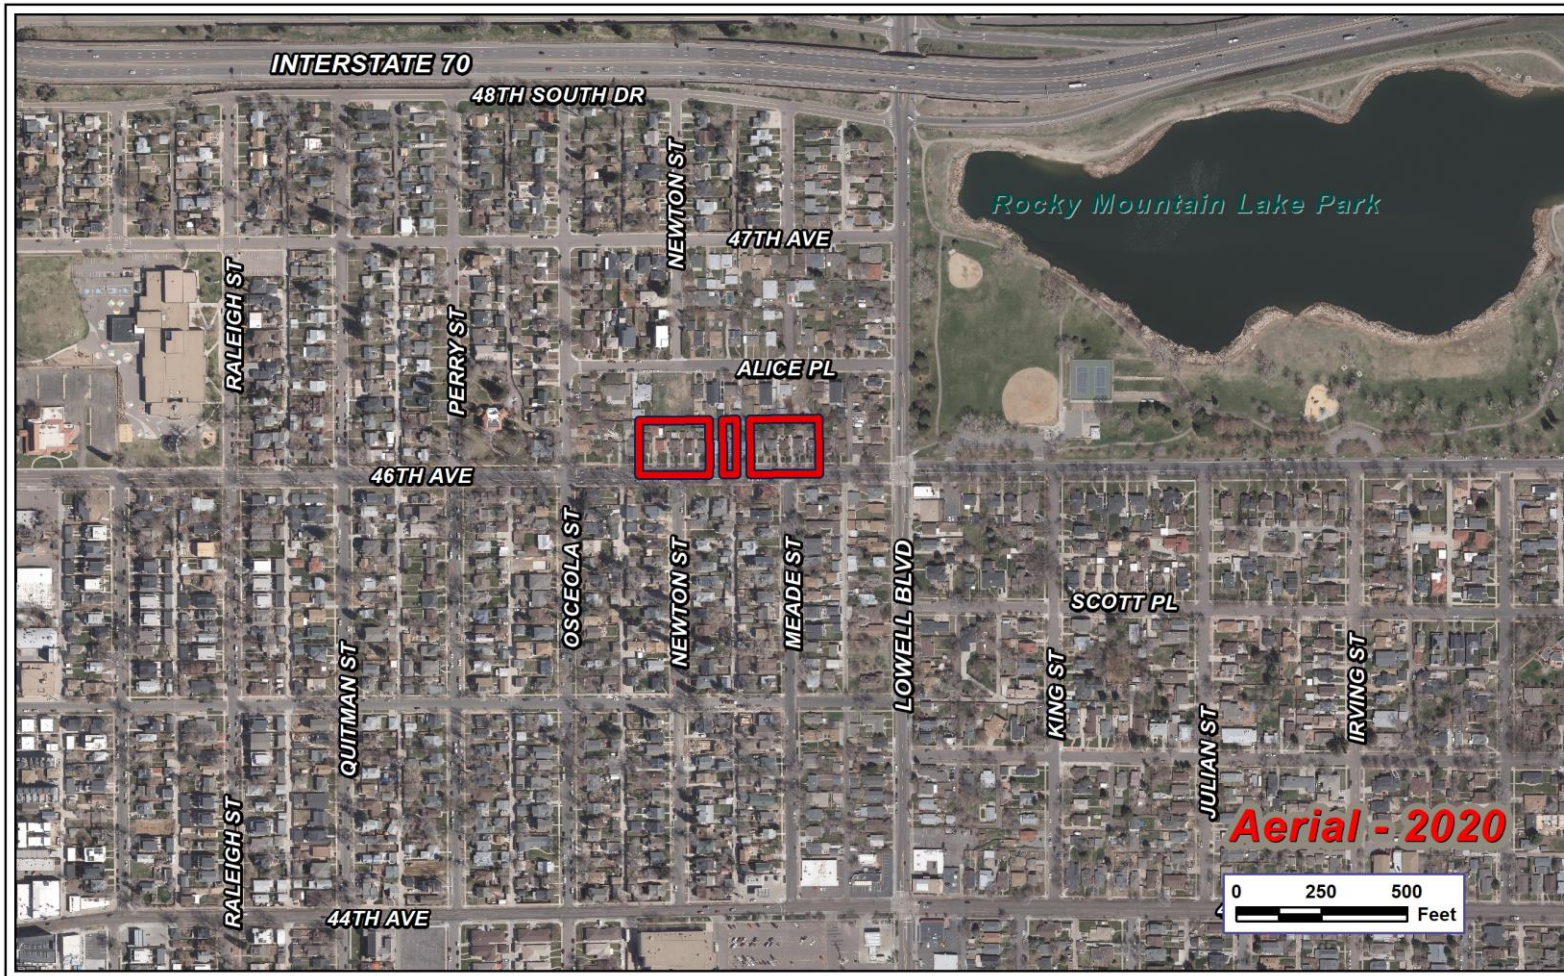 INTERSTATE 70
48TH SOUTH DR
NEWTON ST
Rocky Mountain Lake Park
47TH AVE
RALEIGH ST
PERRY ST
ALICE PL
46TH AVE
OSCEOLA ST
NEWTON ST
MEADE ST
LOWELL BLVD
SCOTT PL
QUITMAN ST
KING ST
IRVING ST
JULIAN ST
RALEIGH ST
Aerial - 2020
44TH AVE
0 250 500
Feet